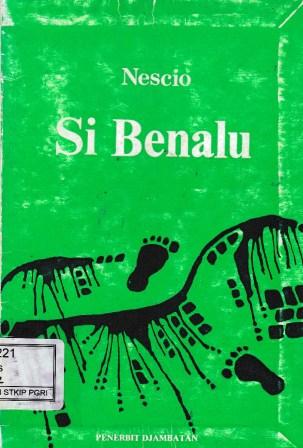 Nescio
Si Benalu
221
STKIP PGRI
PENERBIT DJAMBATAN